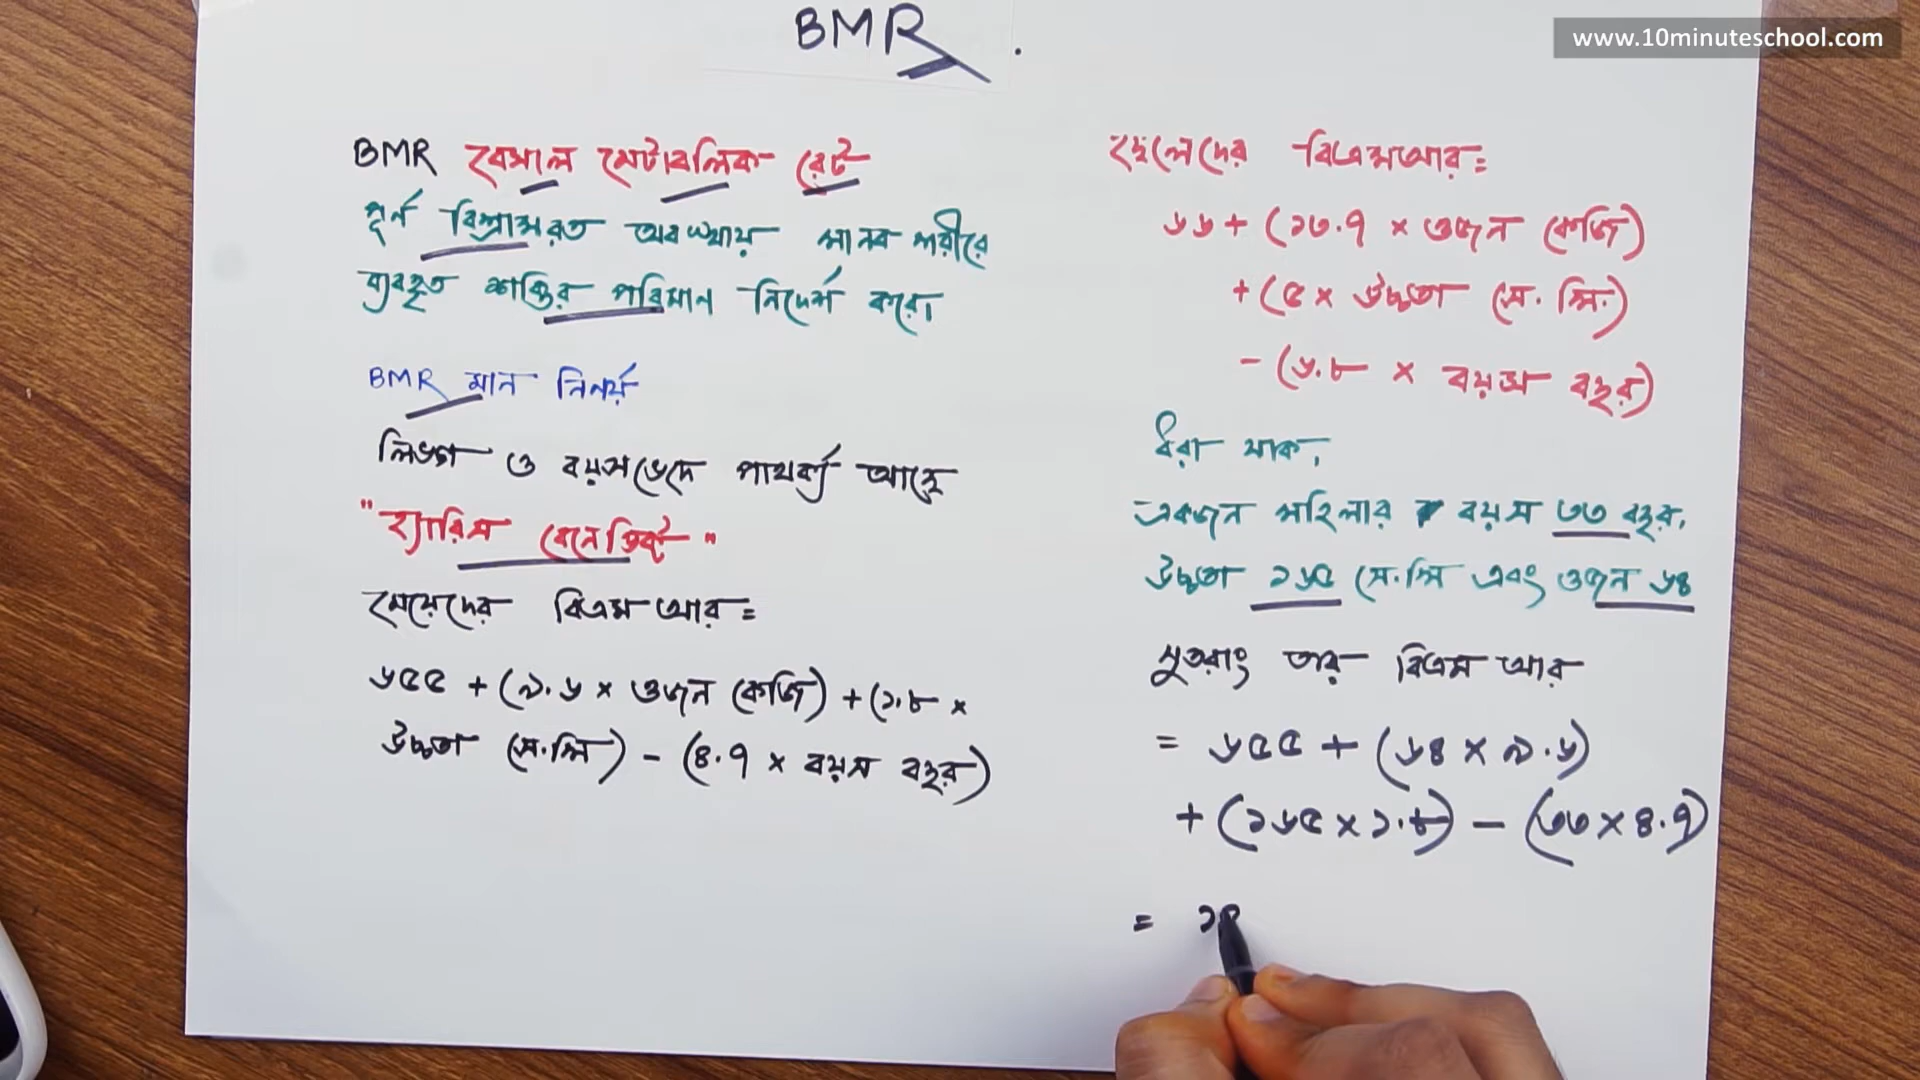 BMR
www.10minuteschool.com
BMR বেসাল মেটাবলিক রেট
পূর্ন বিশ্রামরত অবস্থায় মানব শরীরে
ব্যবহৃত শক্তির পরিমান নির্দেশ করে।
BMR মান নির্নয়
লিঙ্গ ও বয়সভেদে পার্থক্য আছে
"হ্যারিস বেনেডিক্ট"
মেয়েদের বিএমআর =
৬৫৫ + (৯.৬ × ওজন কেজি) + (১.৮ ×
উচ্চতা সে.মি) − (৪.৭ × বয়স বছর)
ছেলেদের বিএমআর =
৬৬ + (১৩.৭ × ওজন কেজি)
+ (৫ × উচ্চতা সে.মি.)
− (৬.৮ × বয়স বছর)
ধরা যাক,
একজন মহিলার বয়স ৩৩ বছর,
উচ্চতা ১৬৫ সে.মি এবং ওজন ৬৪
সুতরাং তার বিএমআর
= ৬৫৫ + (৬৪ × ৯.৬)
+ (১৬৫ × ১.৮) − (৩৩ × ৪.৭)
= ১৪